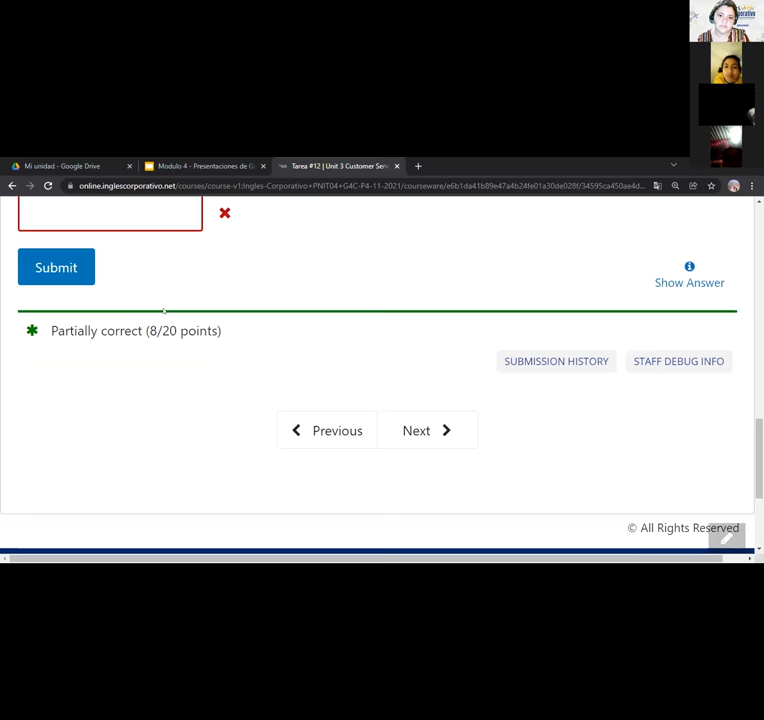 Mi unidad - Google Drive
Modulo 4 - Presentaciones de G
Tarea #12 | Unit 3 Customer Serv
online.inglescorporativo.net/courses/course-v1:Ingles-Corporativo+PNIT04+G4C-P4-11-2021/courseware/e6b1da41b89e47a4b24fe01a30de028f/34595ca450ae4d...
Submit
Show Answer
Partially correct (8/20 points)
SUBMISSION HISTORY
STAFF DEBUG INFO
Previous
Next
© All Rights Reserved